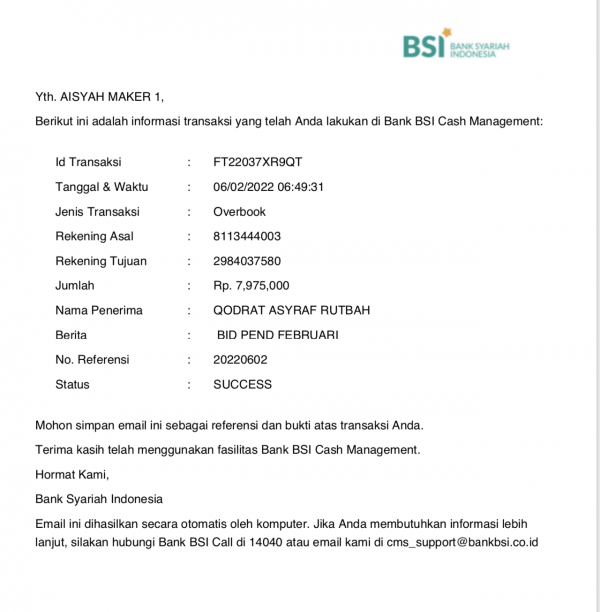 BSI BANK SYARIAH
INDONESIA
Yth. AISYAH MAKER 1,
Berikut ini adalah informasi transaksi yang telah Anda lakukan di Bank BSI Cash Management:
Id Transaksi : FT22037XR9QT
Tanggal & Waktu : 06/02/2022 06:49:31
Jenis Transaksi : Overbook
Rekening Asal : 8113444003
Rekening Tujuan : 2984037580
Jumlah : Rp. 7,975,000
Nama Penerima : QODRAT ASYRAF RUTBAH
Berita : BID PEND FEBRUARI
No. Referensi : 20220602
Status : SUCCESS
Mohon simpan email ini sebagai referensi dan bukti atas transaksi Anda.
Terima kasih telah menggunakan fasilitas Bank BSI Cash Management.
Hormat Kami,
Bank Syariah Indonesia
Email ini dihasilkan secara otomatis oleh komputer. Jika Anda membutuhkan informasi lebih
lanjut, silakan hubungi Bank BSI Call di 14040 atau email kami di cms_support@bankbsi.co.id